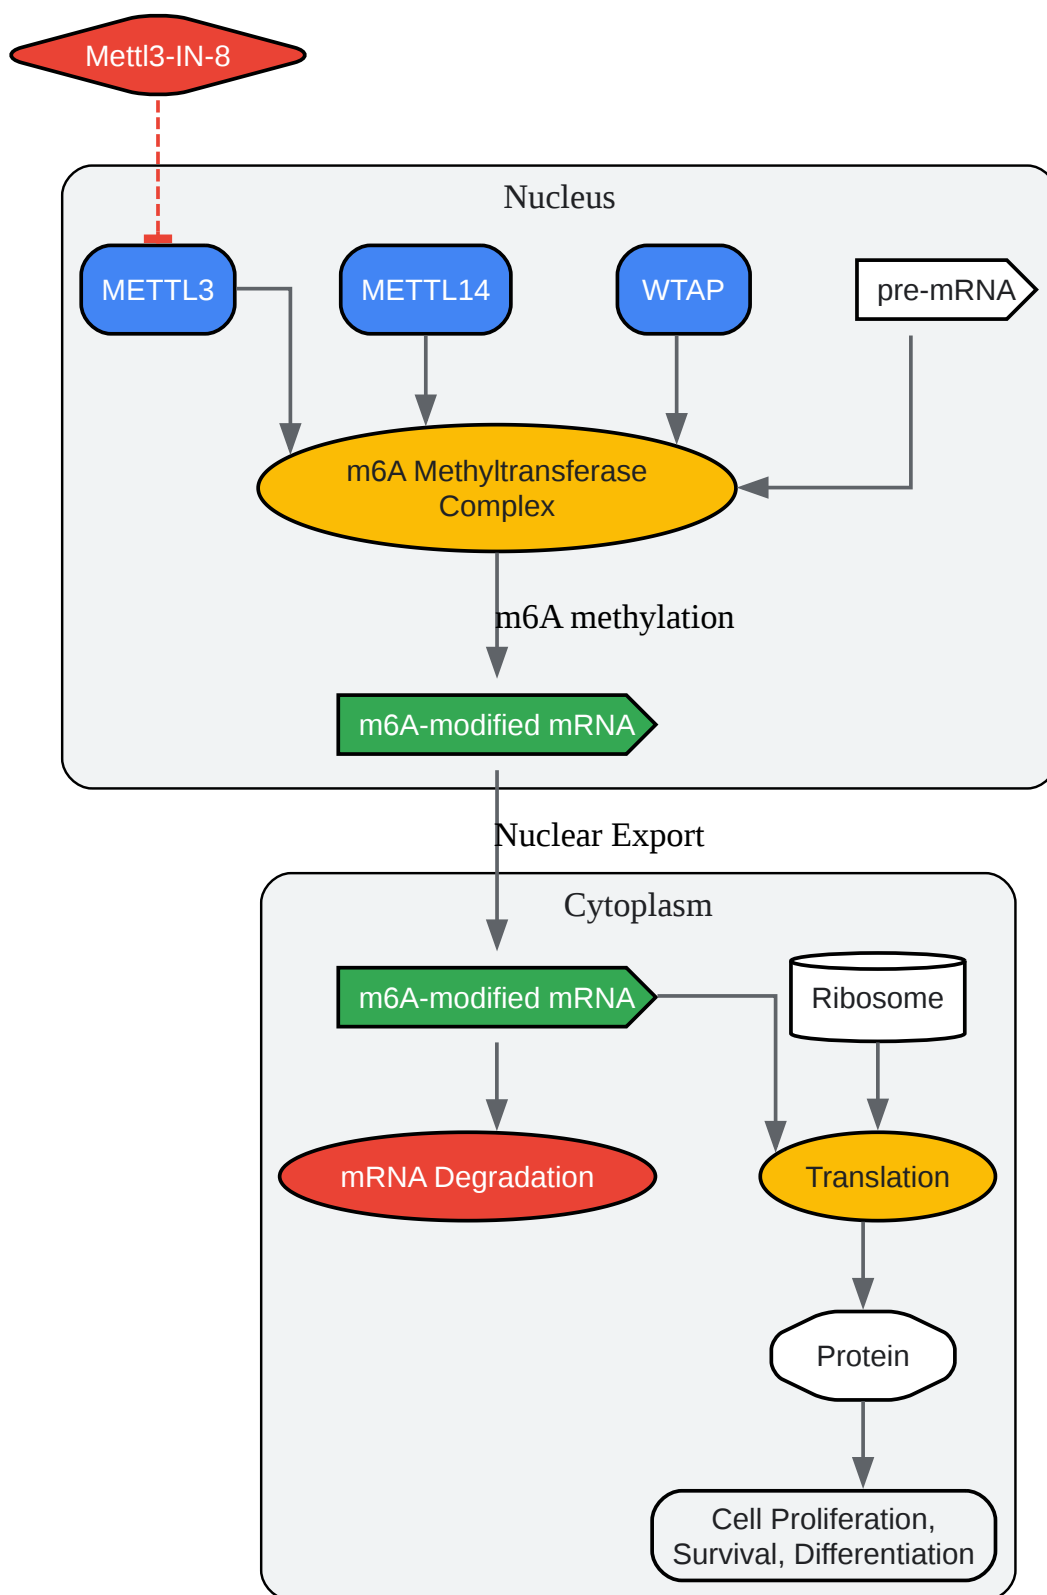 Mettl3-IN-8
Nucleus
METTL3
METTL14
WTAP
pre-mRNA
m6A Methyltransferase
Complex
m6A methylation
m6A-modified mRNA
Nuclear Export
Cytoplasm
m6A-modified mRNA
Ribosome
mRNA Degradation
Translation
Protein
Cell Proliferation,
Survival, Differentiation